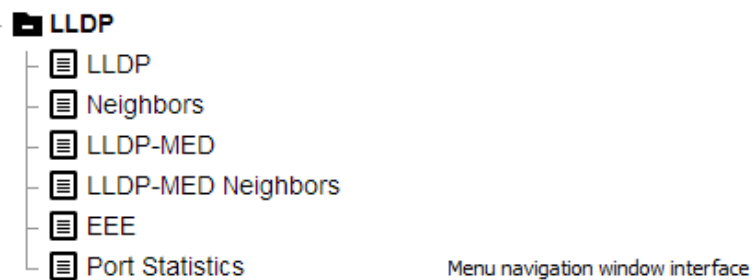 LLDP
LLDP
Neighbors
LLDP-MED
LLDP-MED Neighbors
EEE
Port Statistics
Menu navigation window interface